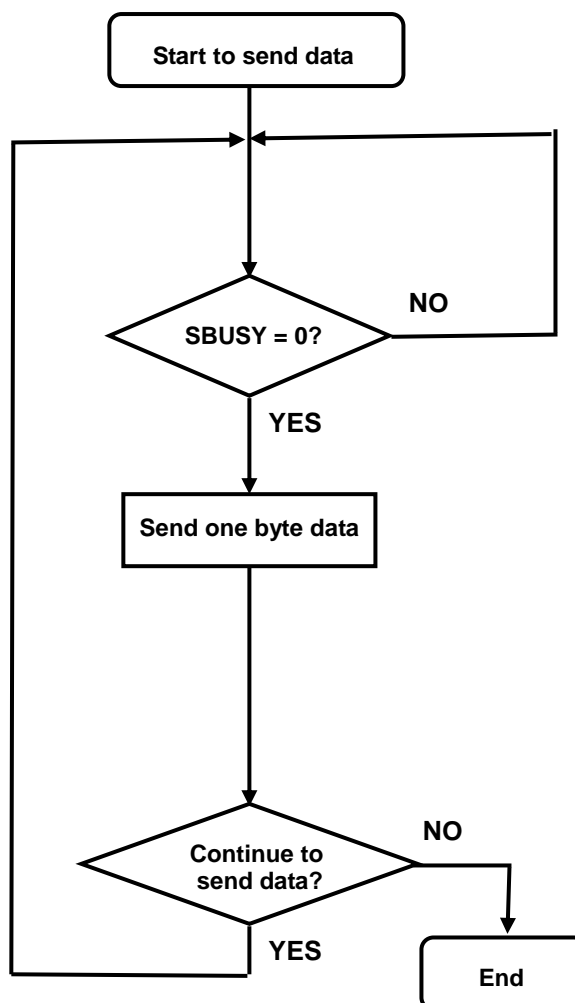 Start to send data
NO
SBUSY = 0?
YES
Send one byte data
NO
Continue to
send data?
YES
End